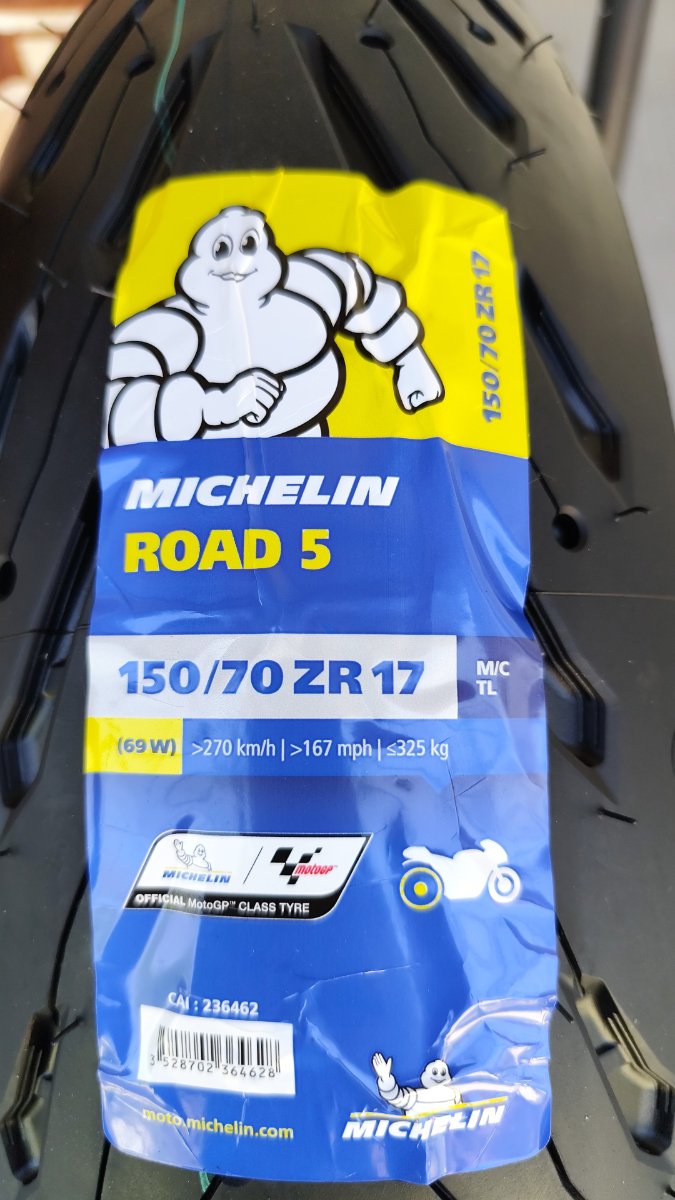 150/70 ZR 17
MICHELIN
ROAD 5
150/70 ZR 17
M/C
TL
(69 W) >270 km/h | >167 mph | ≤325 kg
MICHELIN
motoGP™
OFFICIAL MotoGP™ CLASS TYRE
CAI : 236462
3 528702 364628
moto.michelin.com
MICHELIN